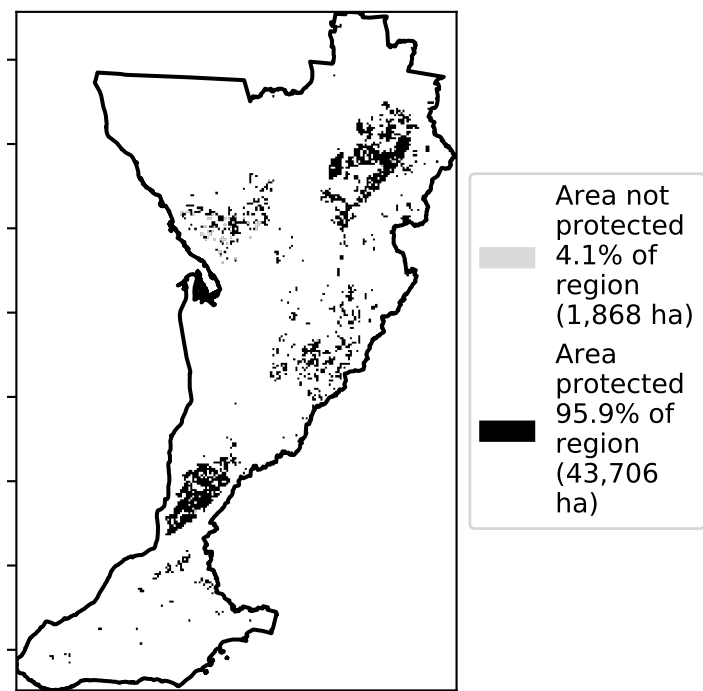 Area not
protected
4.1% of
region
(1,868 ha)
Area
protected
95.9% of
region
(43,706
ha)